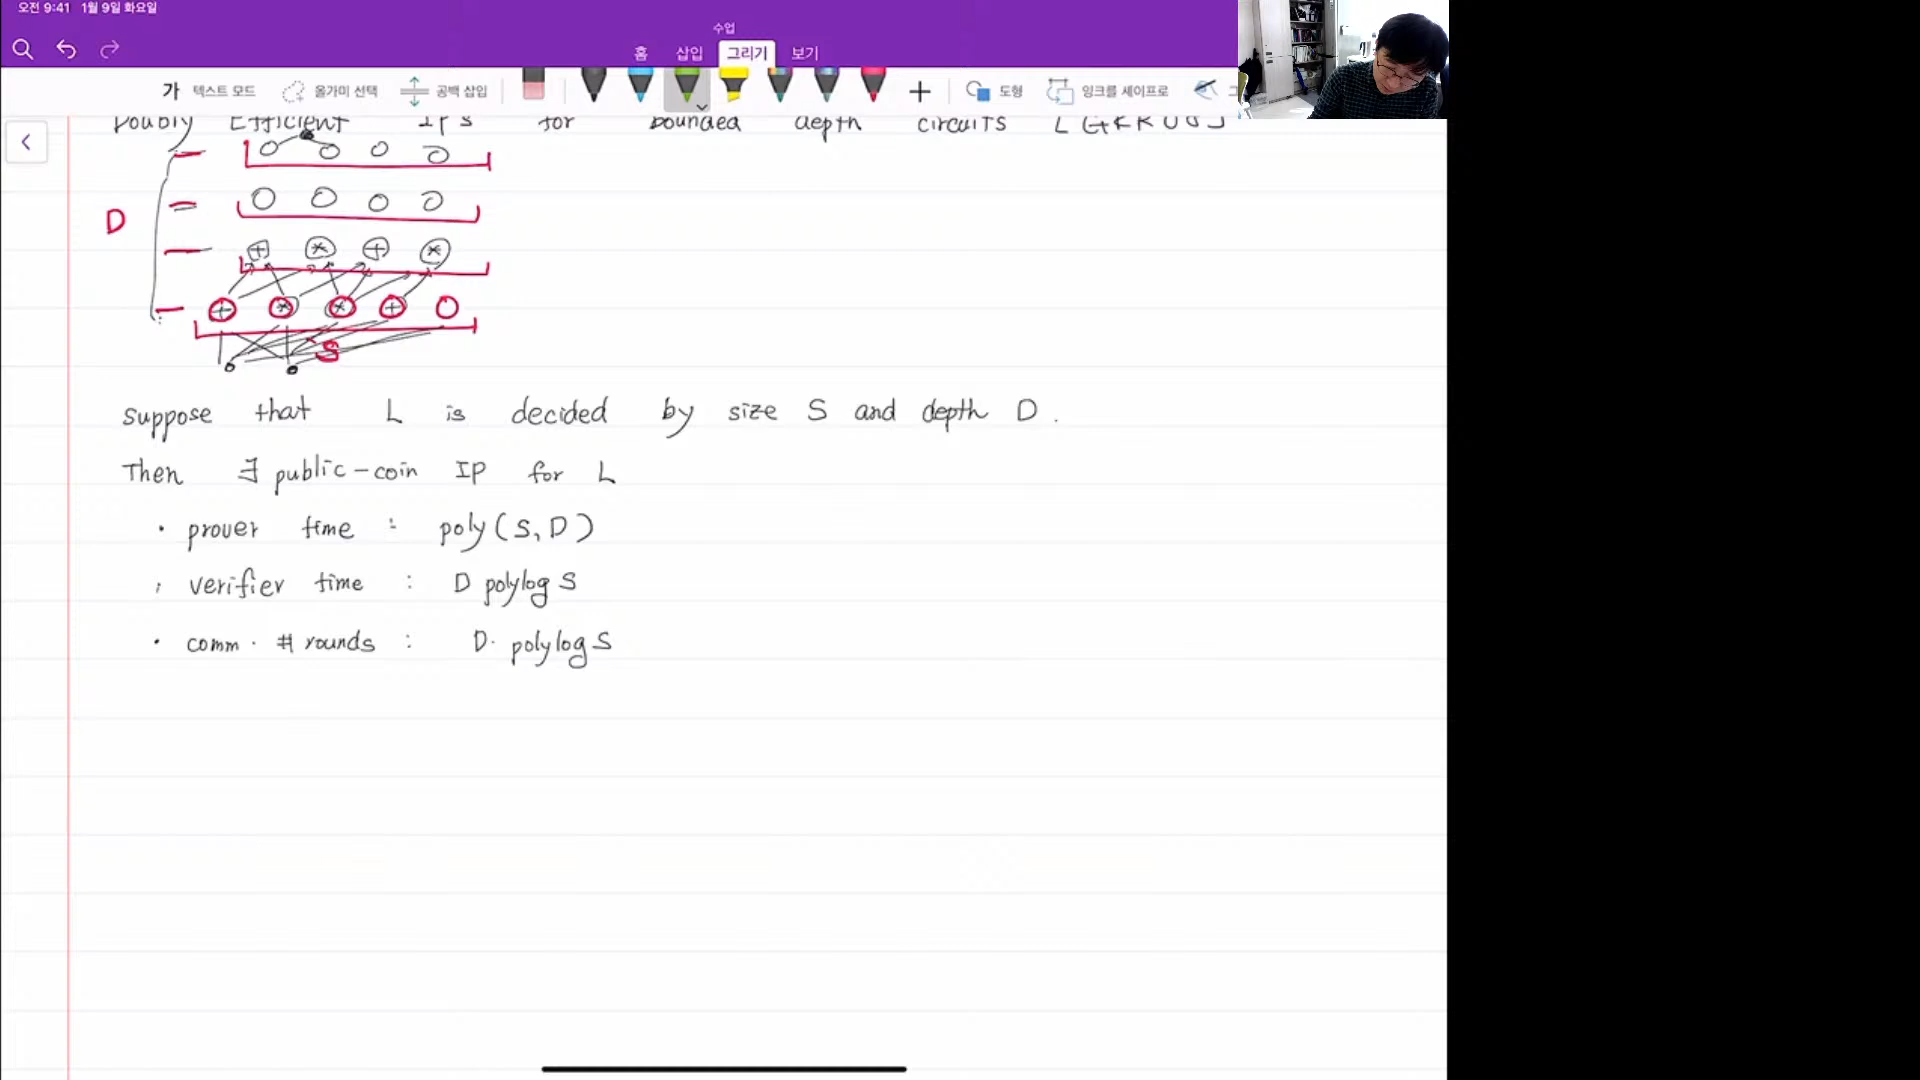 오전 9:41 1월 9일 화요일
수업
홈 삽입 그리기 보기
가 텍스트 모드 올가미 선택 공백 삽입 도형 잉크를 셰이프로
Doubly Efficient IPs for bounded depth circuits
D
S
suppose that L is decided by size S and depth D.
Then ∃ public-coin IP for L
· prover time : poly(S, D)
· verifier time : D polylog S
· comm. # rounds : D· polylog S